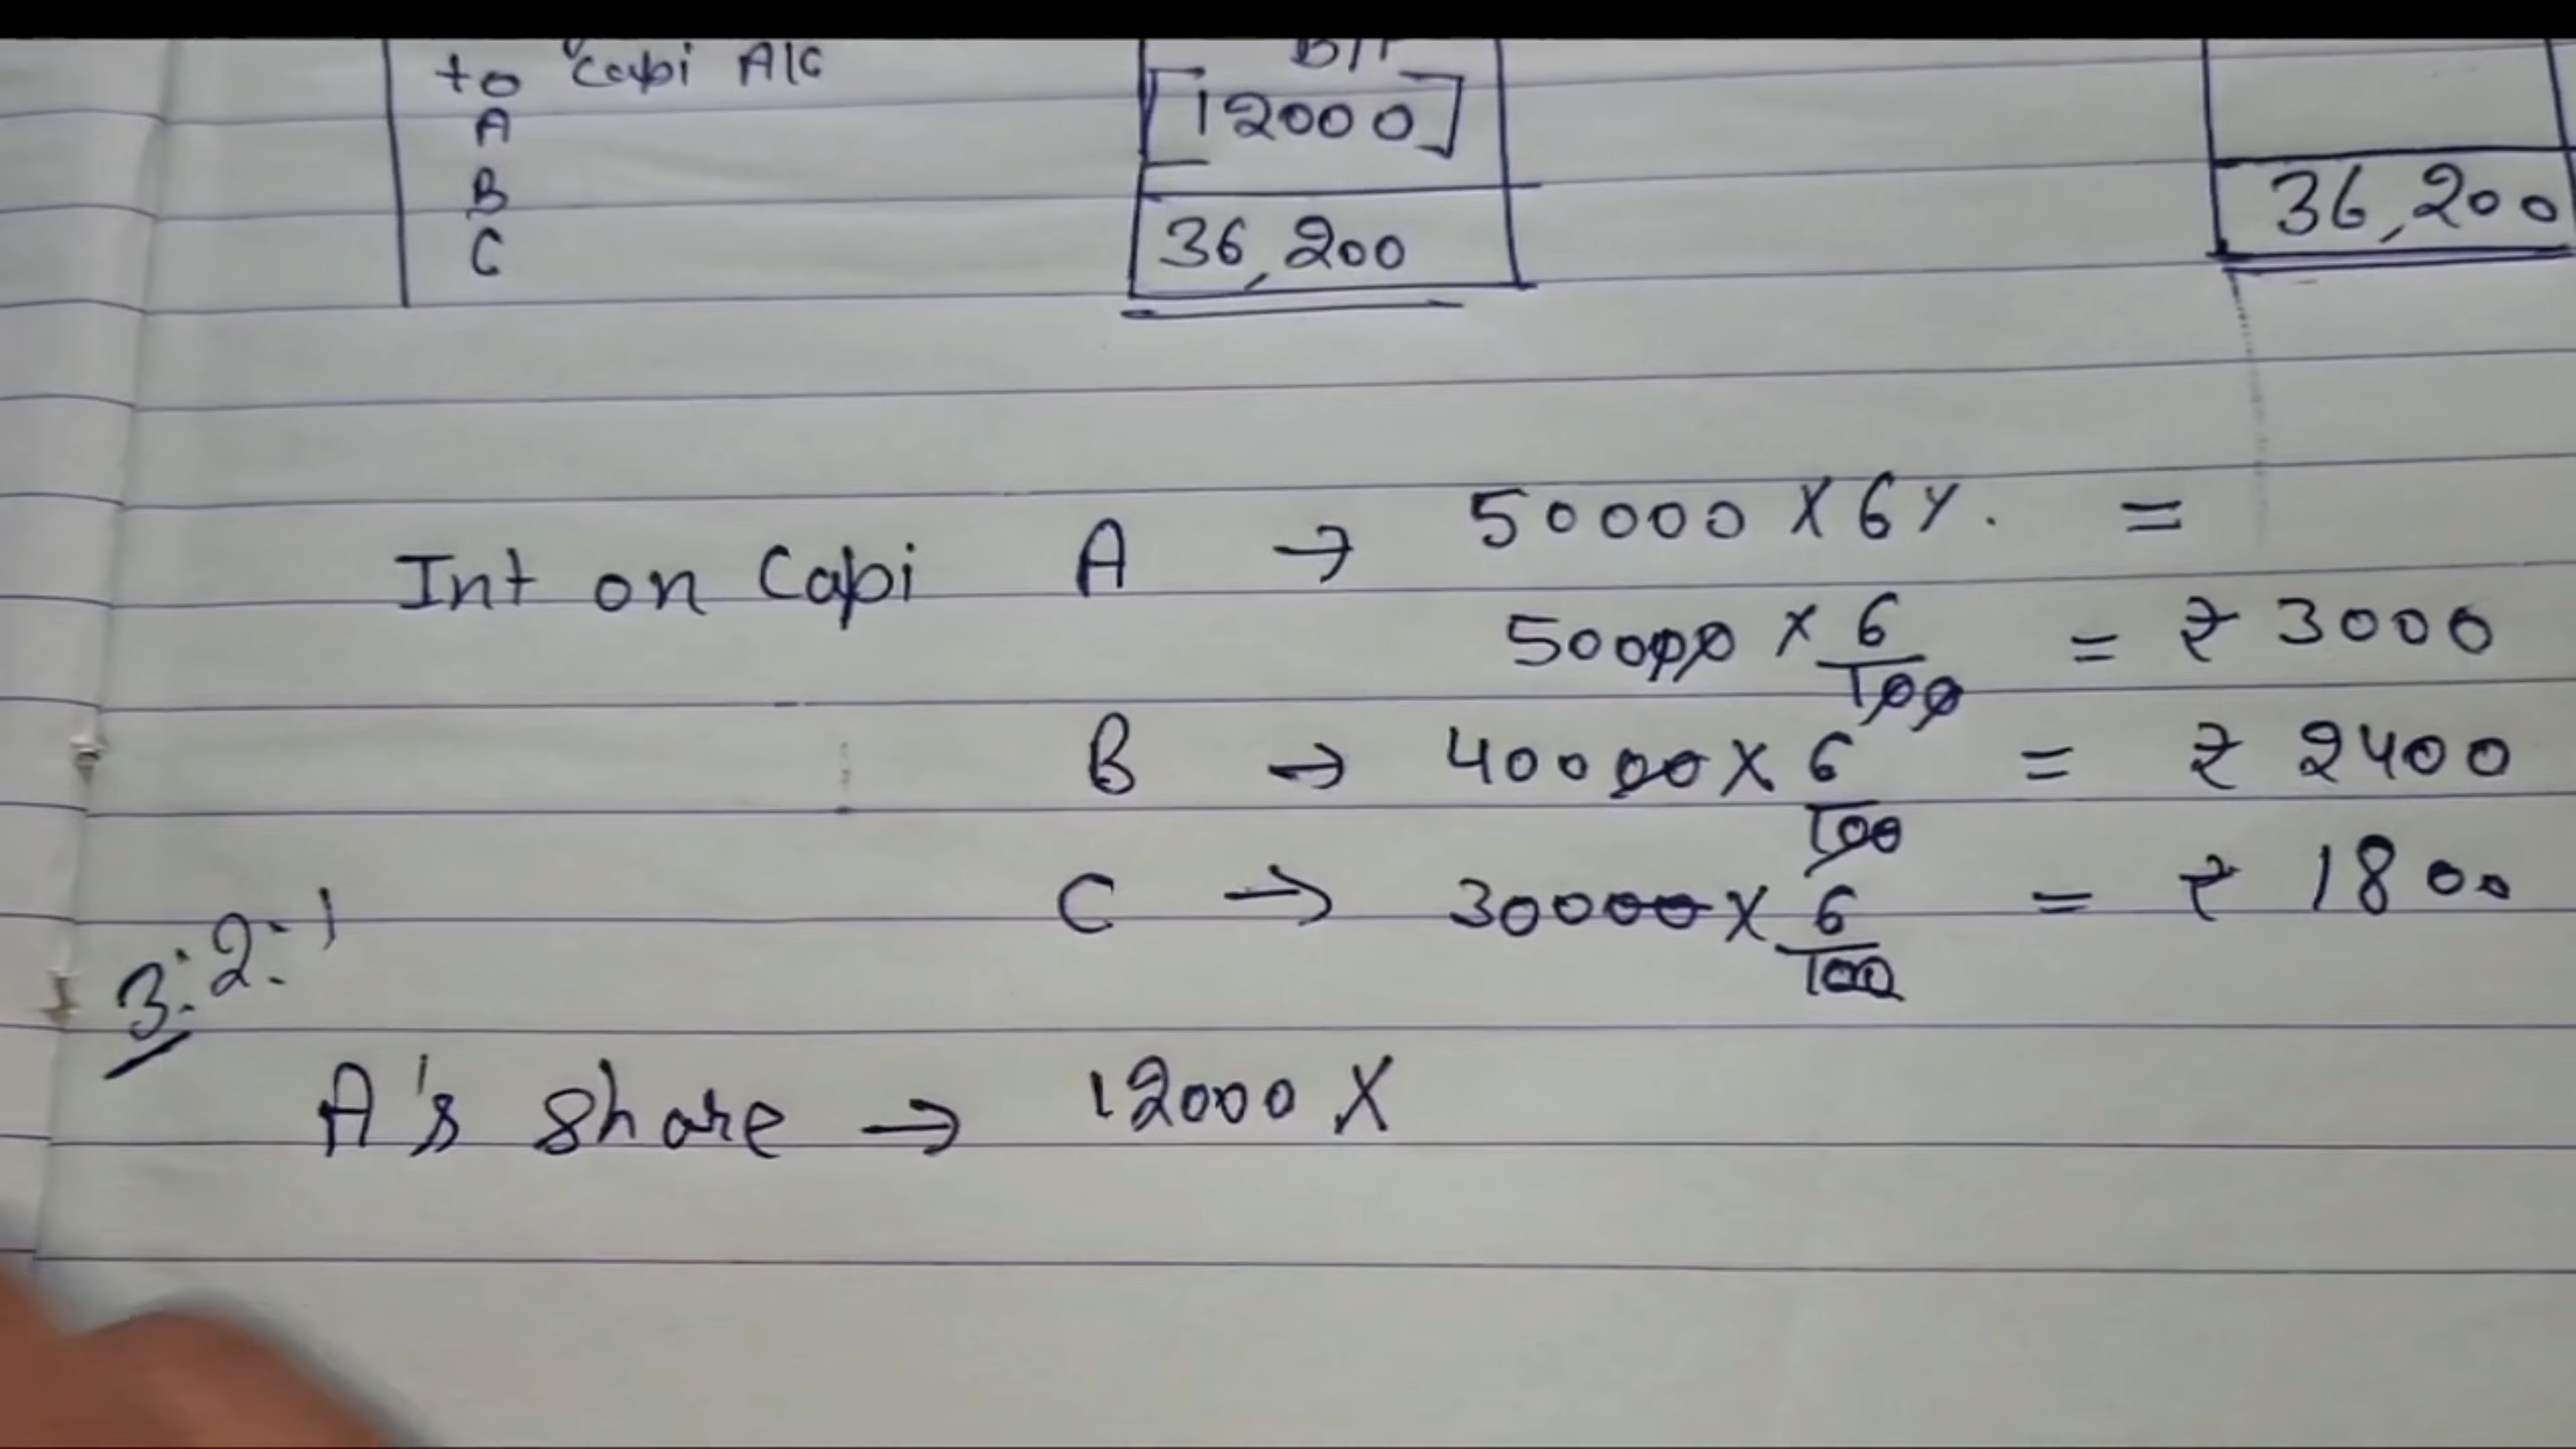 to Capi A/c
A
B
C
B/F
[12000]
36,200
36,200
Int on Capi A → 50000 X 6%. =
50000 X 6/100 = ₹ 3000
B → 40000 X 6/100 = ₹ 2400
C → 30000 X 6/100 = ₹ 1800
3:2:1
A's share → 12000 X